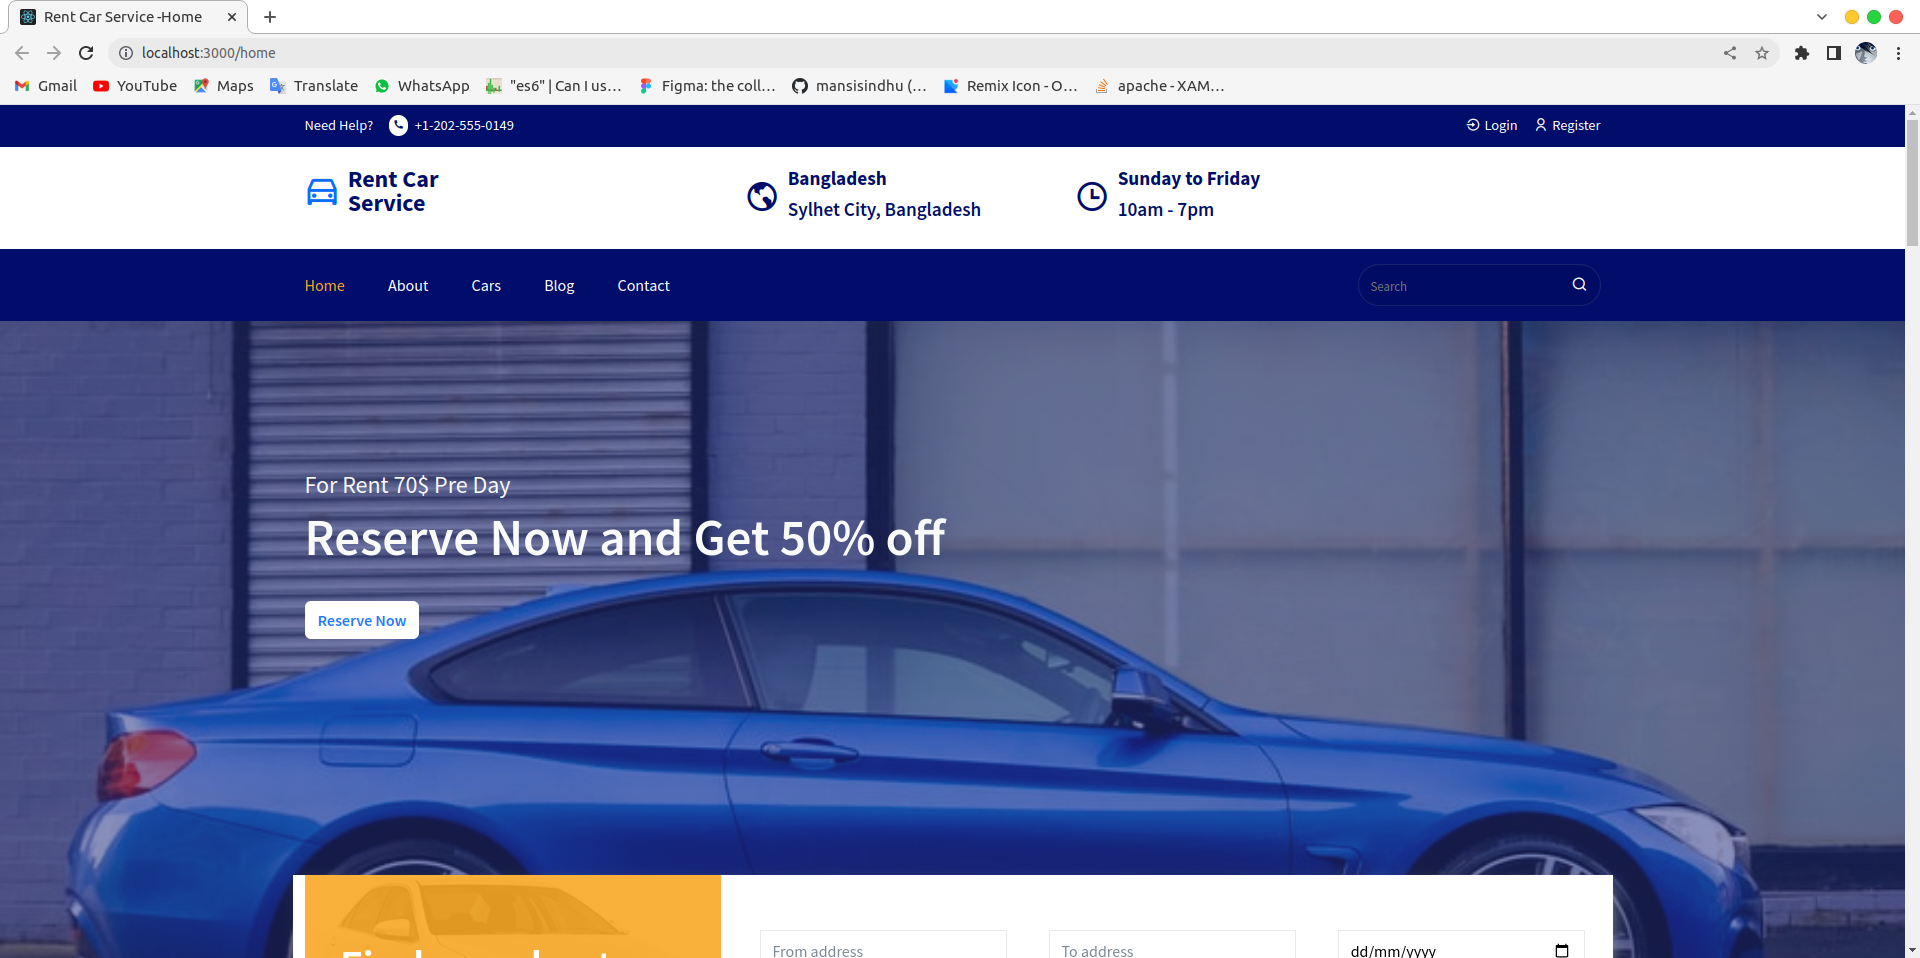 Rent Car Service -Home
localhost:3000/home
Gmail YouTube Maps Translate WhatsApp "es6" | Can I us... Figma: the coll... mansisindhu (... Remix Icon - O... apache - XAM...
Need Help? +1-202-555-0149 Login Register
Rent Car
Service
Bangladesh
Sylhet City, Bangladesh
Sunday to Friday
10am - 7pm
Home About Cars Blog Contact Search
For Rent 70$ Pre Day
Reserve Now and Get 50% off
Reserve Now
From address To address dd/mm/yyyy